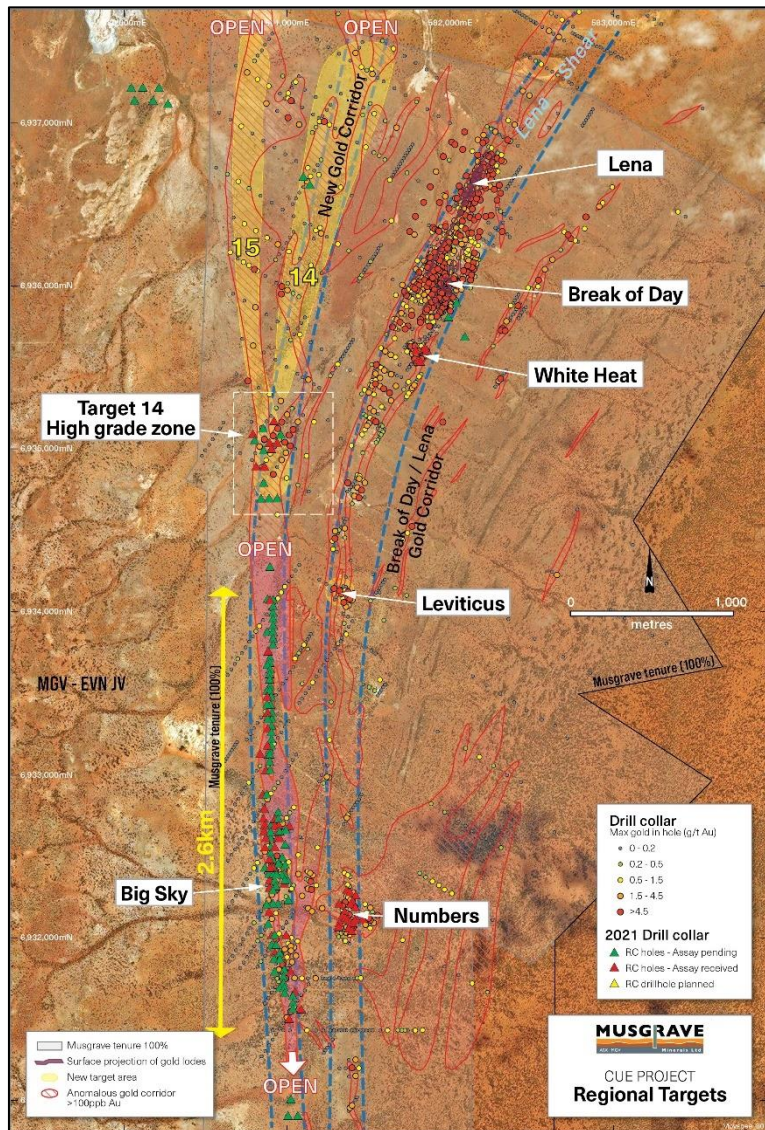 582,000mE
583,000mE
OPEN
OPEN
Lena Shear
6,937,000mN
New Gold Corridor
Lena
15
14
6,936,000mN
Break of Day
White Heat
Target 14
High grade zone
Break of Day / Lena
Gold Corridor
OPEN
6,934,000mN
Leviticus
N
0 1,000
metres
MGV - EVN JV
Musgrave tenure (100%)
Musgrave tenure (100%)
6,933,000mN
2.6km
Big Sky
Numbers
6,932,000mN
OPEN
Drill collar
Max gold in hole (g/t Au)
0 - 0.2
0.2 - 0.5
0.5 - 1.5
1.5 - 4.5
>4.5
2021 Drill collar
RC holes - Assay pending
RC holes - Assay received
RC drillhole planned
Musgrave tenure 100%
Surface projection of gold lodes
New target area
Anomalous gold corridor
>100ppb Au
MUSGRAVE
Minerals Ltd
CUE PROJECT
Regional Targets